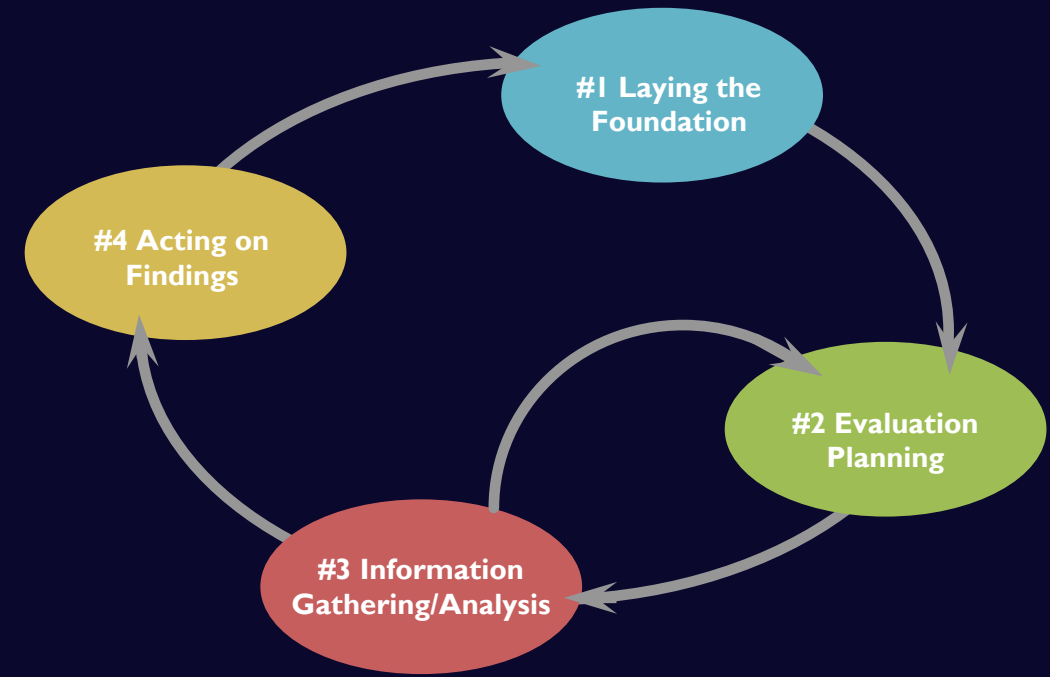 #1 Laying the
Foundation
#2 Evaluation
Planning
#3 Information
Gathering/Analysis
#4 Acting on
Findings